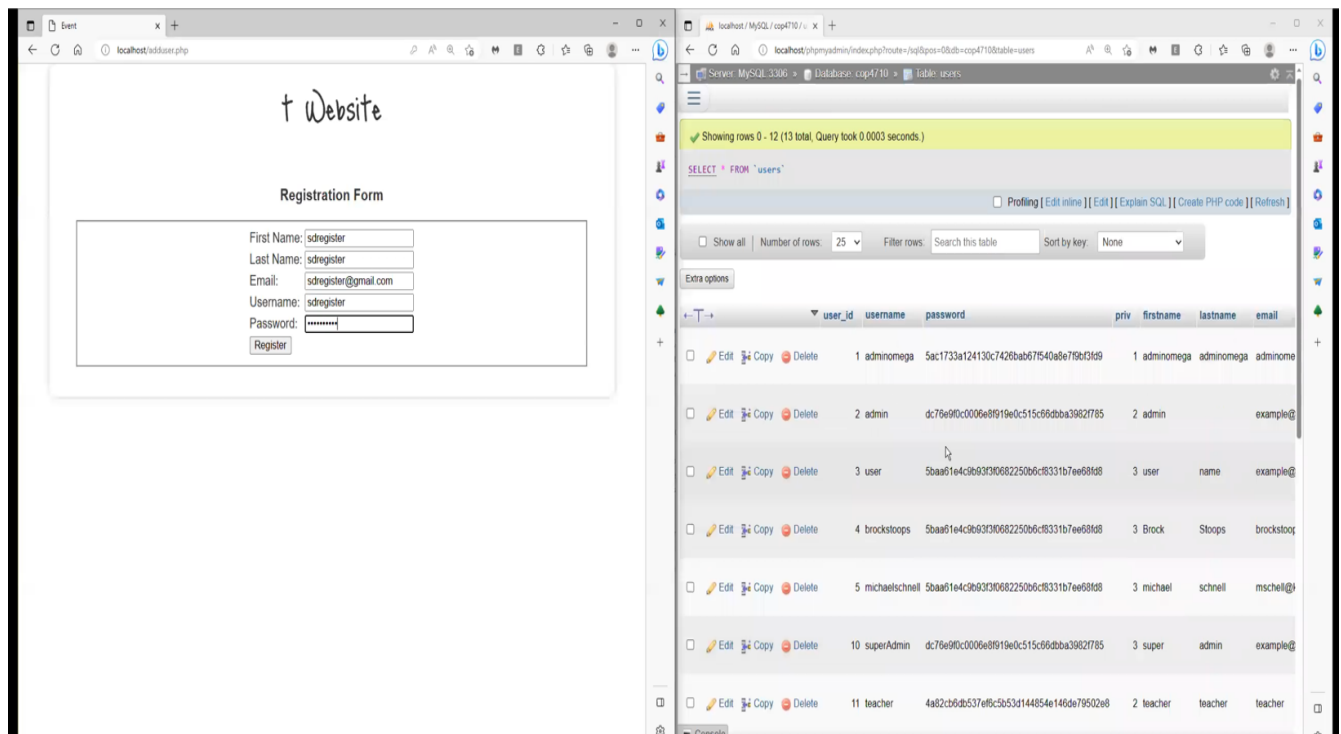 Event
localhost/adduser.php
t Website
Registration Form
First Name: sdregister
Last Name: sdregister
Email: sdregister@gmail.com
Username: sdregister
Password: ••••••••••
Register
localhost / MySQL / cop4710 / u
localhost/phpmyadmin/index.php?route=/sql&pos=0&db=cop4710&table=users
Server: MySQL:3306 » Database: cop4710 » Table: users
Showing rows 0 - 12 (13 total, Query took 0.0003 seconds.)
SELECT * FROM `users`
Profiling [ Edit inline ] [ Edit ] [ Explain SQL ] [ Create PHP code ] [ Refresh ]
Show all | Number of rows: 25 Filter rows: Search this table Sort by key: None
Extra options
←T→ user_id username password priv firstname lastname email
Edit Copy Delete 1 adminomega 5ac1733a124130c7426bab67f540a8e7f9bf3fd9 1 adminomega adminomega adminome
Edit Copy Delete 2 admin dc76e9f0c0006e8f919e0c515c66dbba3982f785 2 admin example@
Edit Copy Delete 3 user 5baa61e4c9b93f3f0682250b6cf8331b7ee68fd8 3 user name example@
Edit Copy Delete 4 brockstoops 5baa61e4c9b93f3f0682250b6cf8331b7ee68fd8 3 Brock Stoops brockstoop
Edit Copy Delete 5 michaelschnell 5baa61e4c9b93f3f0682250b6cf8331b7ee68fd8 3 michael schnell mschell@
Edit Copy Delete 10 superAdmin dc76e9f0c0006e8f919e0c515c66dbba3982f785 3 super admin example@
Edit Copy Delete 11 teacher 4a82cb6db537ef6c5b53d144854e146de79502e8 2 teacher teacher teacher
Console